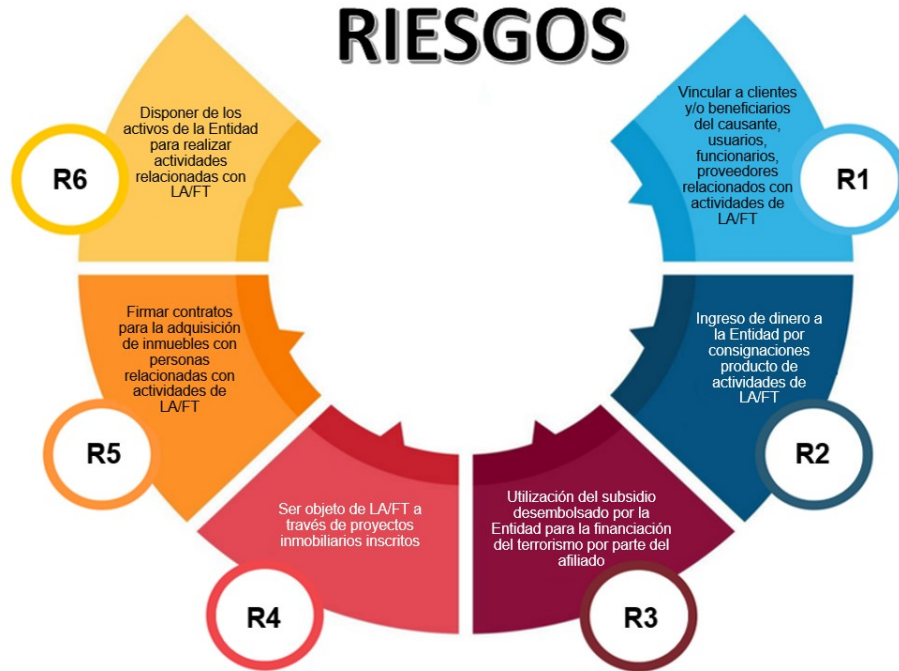 RIESGOS
Vincular a clientes
y/o beneficiarios
del causante,
usuarios,
funcionarios,
proveedores
relacionados con
actividades de
LA/FT
R1
Ingreso de dinero a
la Entidad por
consignaciones
producto de
actividades de
LA/FT
R2
Utilización del subsidio
desembolsado por la
Entidad para la financiación
del terrorismo por parte del
afiliado
R3
Ser objeto de LA/FT a
través de proyectos
inmobiliarios inscritos
R4
Firmar contratos
para la adquisición
de inmuebles con
personas
relacionadas con
actividades de
LA/FT
R5
Disponer de los
activos de la Entidad
para realizar
actividades
relacionadas con
LA/FT
R6